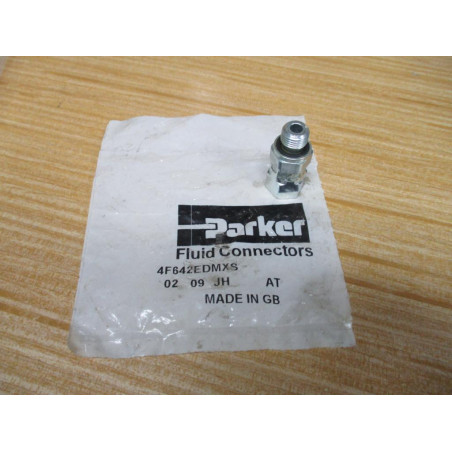 Parker
Fluid Connectors
4F642EDMXS
02 09 JH AT
MADE IN GB